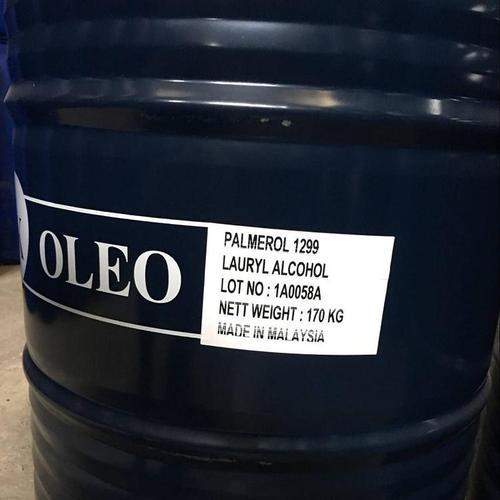 OLEO
PALMEROL 1299
LAURYL ALCOHOL
LOT NO : 1A0058A
NETT WEIGHT : 170 KG
MADE IN MALAYSIA